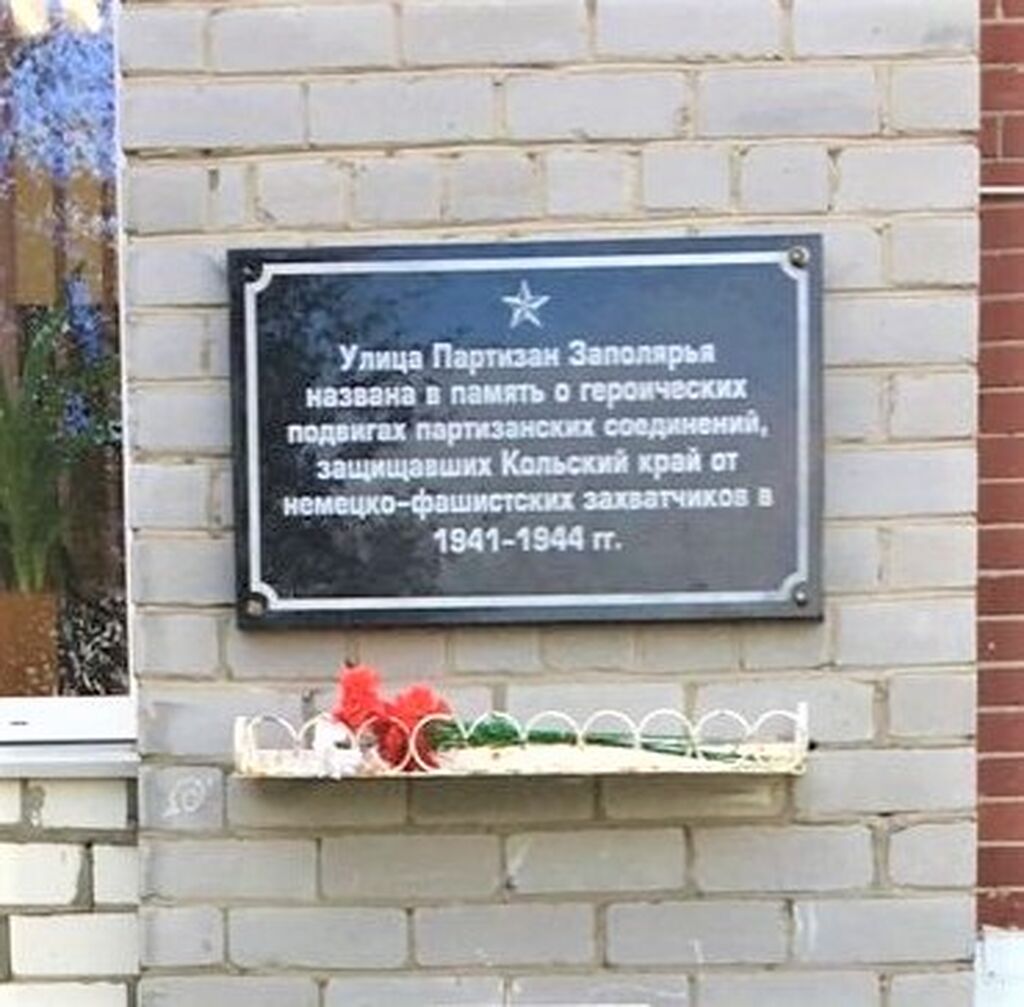 Улица Партизан Заполярья
названа в память о героических
подвигах партизанских соединений,
защищавших Кольский край от
немецко-фашистских захватчиков в
1941-1944 гг.